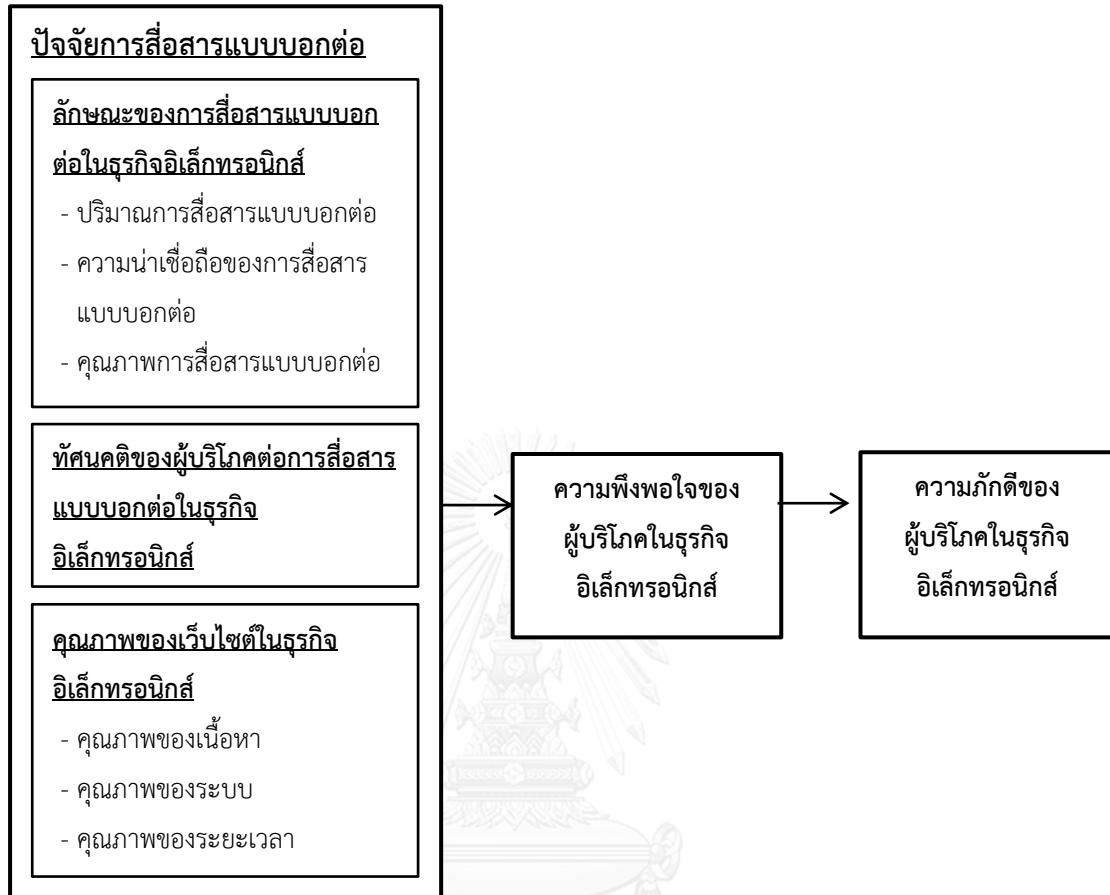 ปัจจัยการสื่อสารแบบบอกต่อ
ลักษณะของการสื่อสารแบบบอก
ต่อในธุรกิจอิเล็กทรอนิกส์
- ปริมาณการสื่อสารแบบบอกต่อ
- ความน่าเชื่อถือของการสื่อสาร
แบบบอกต่อ
- คุณภาพการสื่อสารแบบบอกต่อ
ทัศนคติของผู้บริโภคต่อการสื่อสาร
แบบบอกต่อในธุรกิจ
อิเล็กทรอนิกส์
คุณภาพของเว็บไซต์ในธุรกิจ
อิเล็กทรอนิกส์
- คุณภาพของเนื้อหา
- คุณภาพของระบบ
- คุณภาพของระยะเวลา
ความพึงพอใจของ
ผู้บริโภคในธุรกิจ
อิเล็กทรอนิกส์
ความภักดีของ
ผู้บริโภคในธุรกิจ
อิเล็กทรอนิกส์